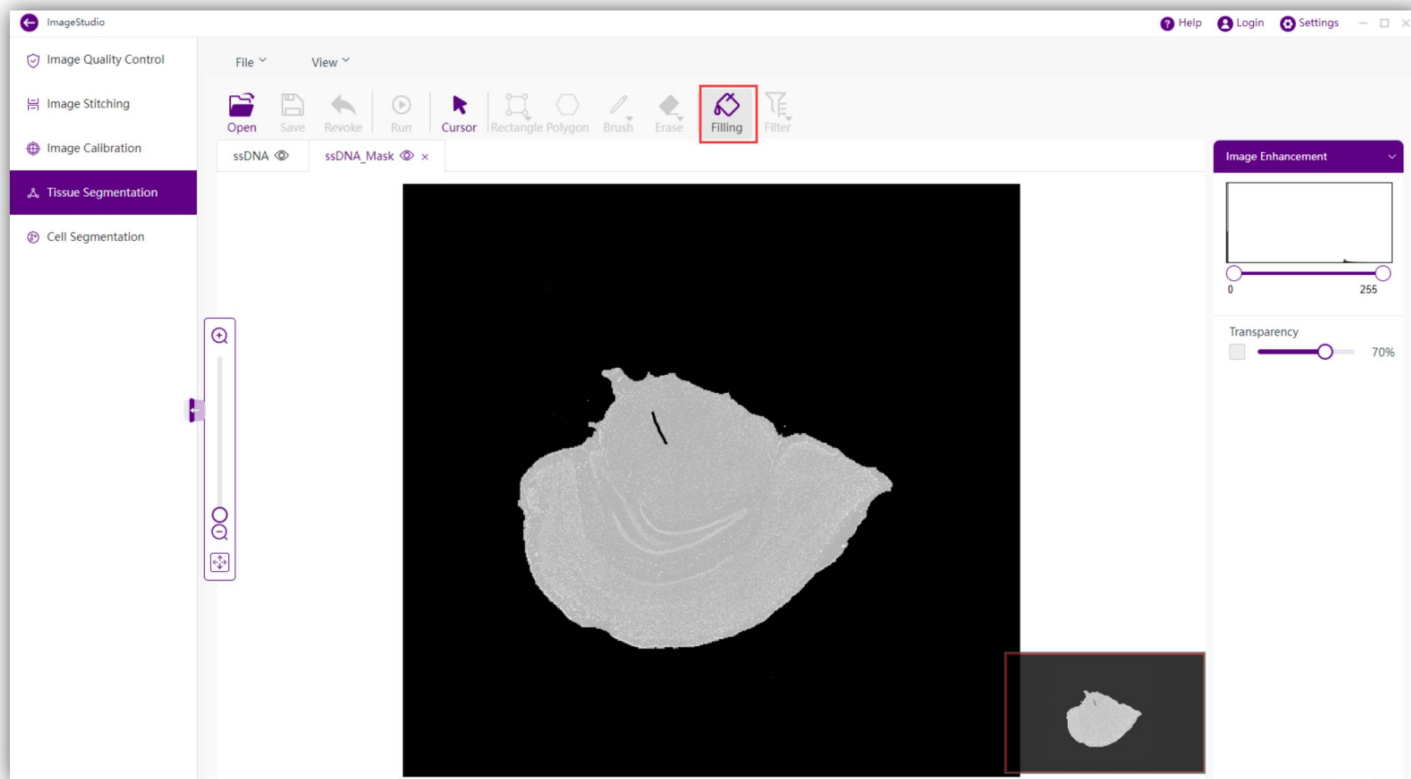 ImageStudio
Help Login Settings
Image Quality Control
Image Stitching
Image Calibration
Tissue Segmentation
Cell Segmentation
File View
Open Save Revoke Run Cursor Rectangle Polygon Brush Erase Filling Filter
ssDNA ssDNA_Mask
Image Enhancement
0 255
Transparency
70%